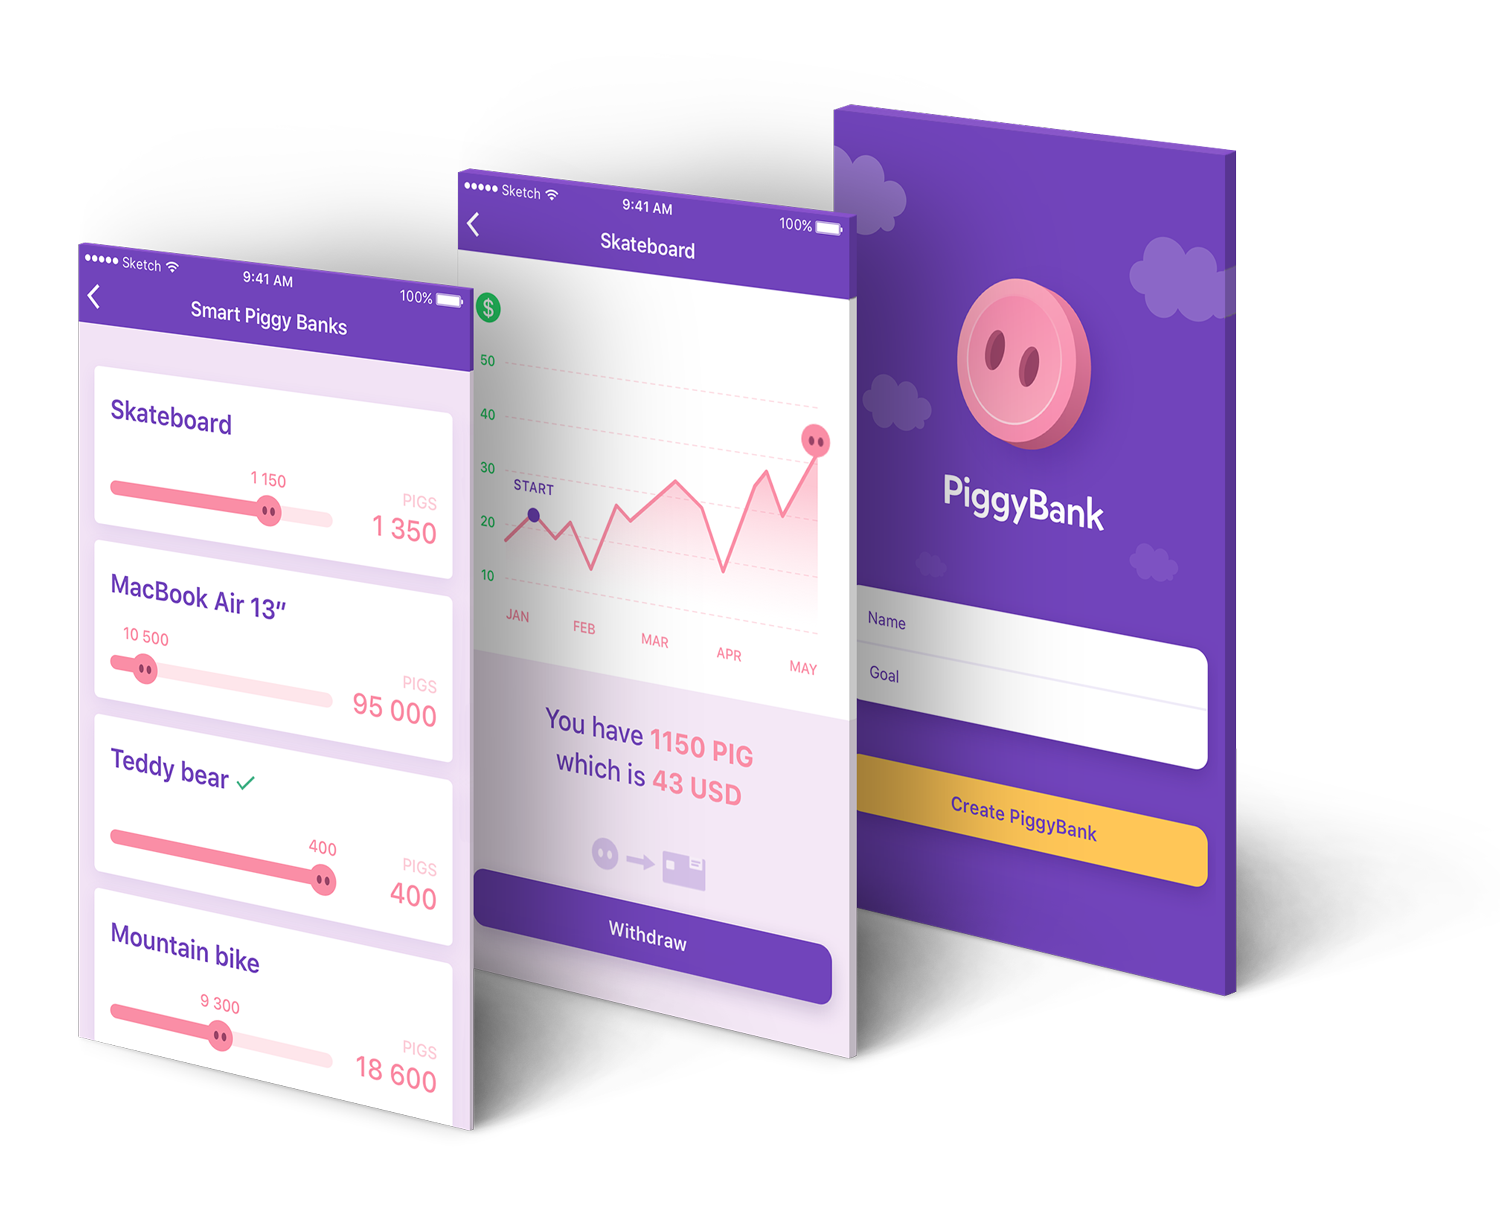 Sketch
9:41 AM
100%
Smart Piggy Banks
Skateboard
1 150
PIGS
1 350
MacBook Air 13”
10 500
PIGS
95 000
Teddy bear
400
PIGS
400
Mountain bike
9 300
PIGS
18 600
Sketch
9:41 AM
100%
Skateboard
$
50
40
30
20
10
START
JAN FEB MAR APR MAY
You have 1150 PIG
which is 43 USD
Withdraw
PiggyBank
Name
Goal
Create PiggyBank